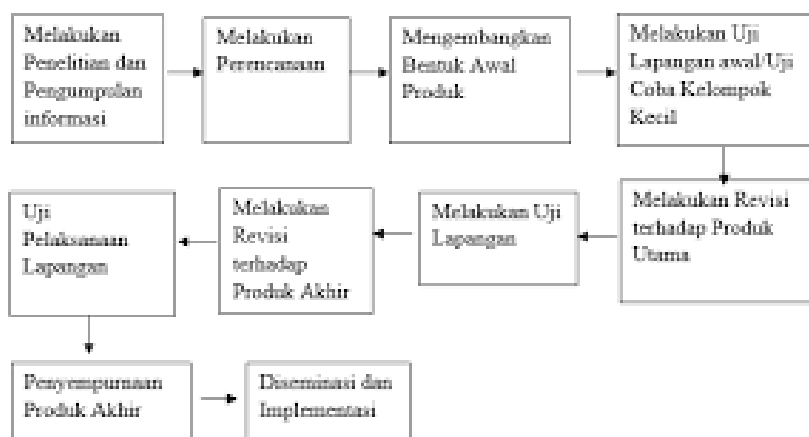 Melakukan
Penelitian dan
Pengumpulan
informasi
Melakukan
Perencanaan
Mengembangkan
Bentuk Awal
Produk
Melakukan Uji
Lapangan awal/Uji
Coba Kelompok
Kecil
Melakukan Revisi
terhadap Produk
Utama
Melakukan Uji
Lapangan
Melakukan
Revisi
terhadap
Produk Akhir
Uji
Pelaksanaan
Lapangan
Penyempurnaan
Produk Akhir
Diseminasi dan
Implementasi